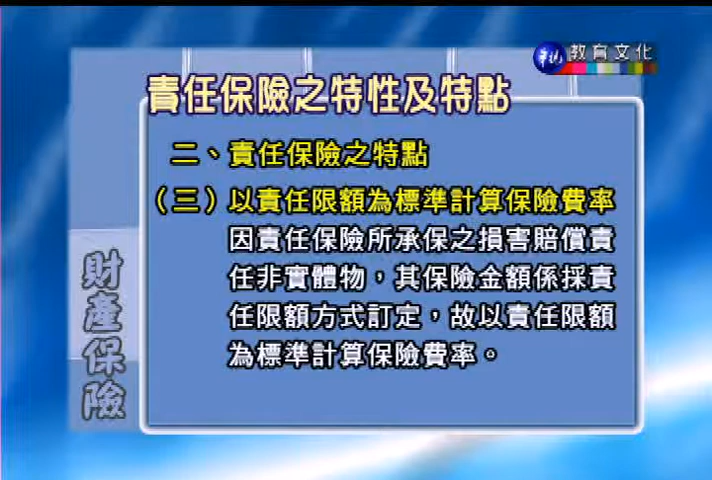 華視 教育文化
責任保險之特性及特點
二、責任保險之特點
（三）以責任限額為標準計算保險費率
因責任保險所承保之損害賠償責
任非實體物，其保險金額係採責
任限額方式訂定，故以責任限額
為標準計算保險費率。
財產保險